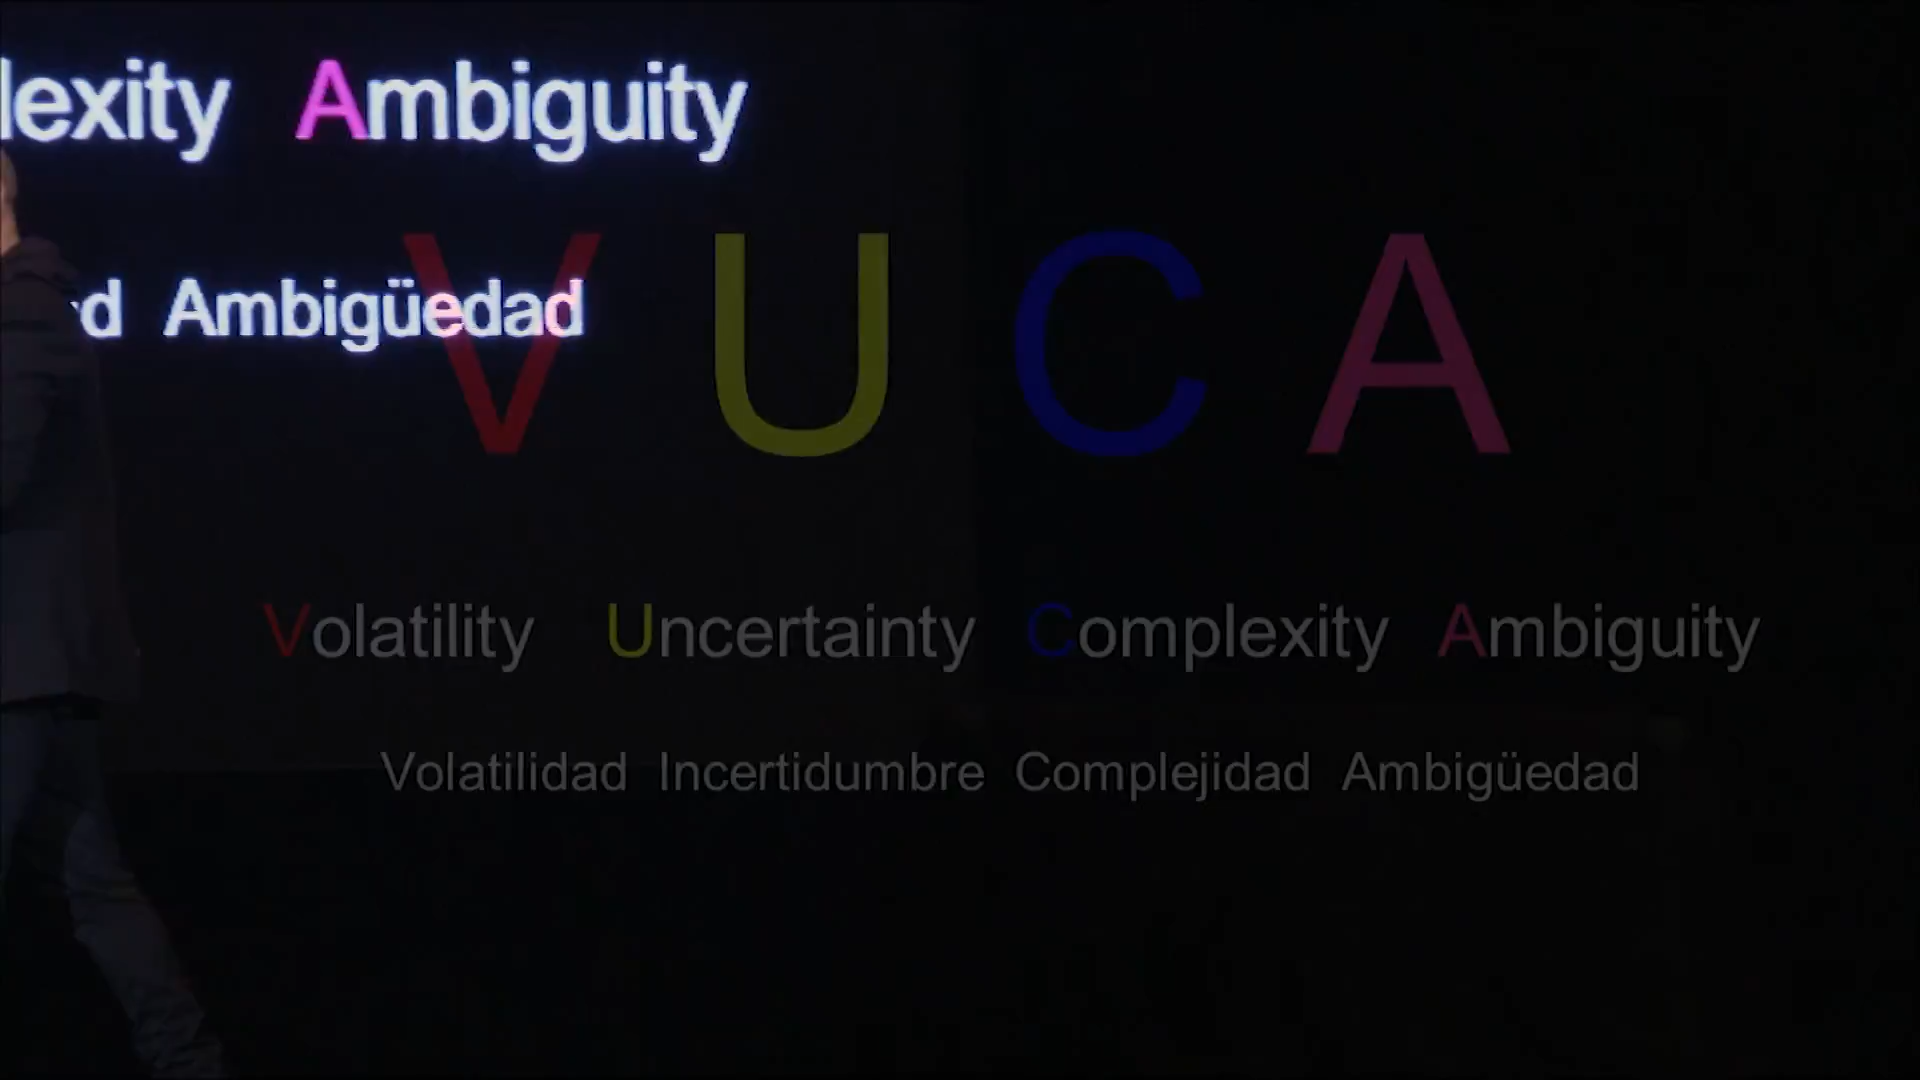 lexity Ambiguity
d Ambigüedad
V U C A
Volatility Uncertainty Complexity Ambiguity
Volatilidad Incertidumbre Complejidad Ambigüedad